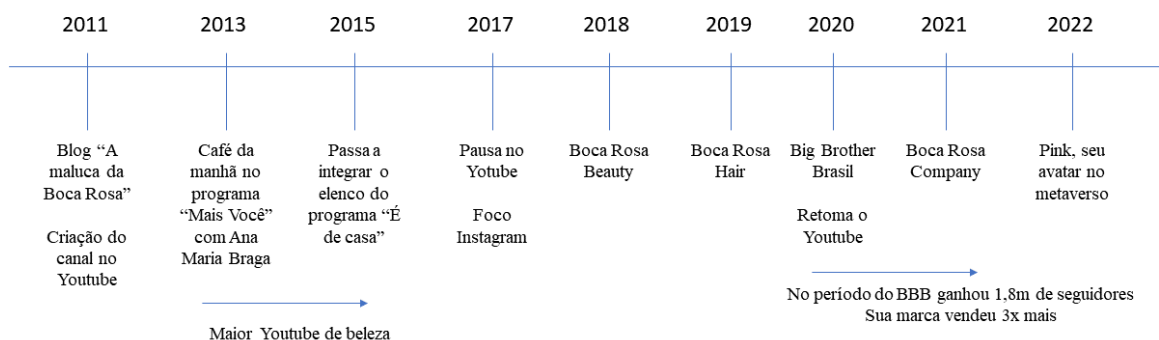 2011
2013
2015
2017
2018
2019
2020
2021
2022
Blog “A
maluca da
Boca Rosa”
Criação do
canal no
Youtube
Café da
manhã no
programa
“Mais Você”
com Ana
Maria Braga
Passa a
integrar o
elenco do
programa “É
de casa”
Maior Youtube de beleza
Pausa no
Yotube
Foco
Instagram
Boca Rosa
Beauty
Boca Rosa
Hair
Big Brother
Brasil
Retoma o
Youtube
Boca Rosa
Company
No período do BBB ganhou 1,8m de seguidores
Sua marca vendeu 3x mais
Pink, seu
avatar no
metaverso